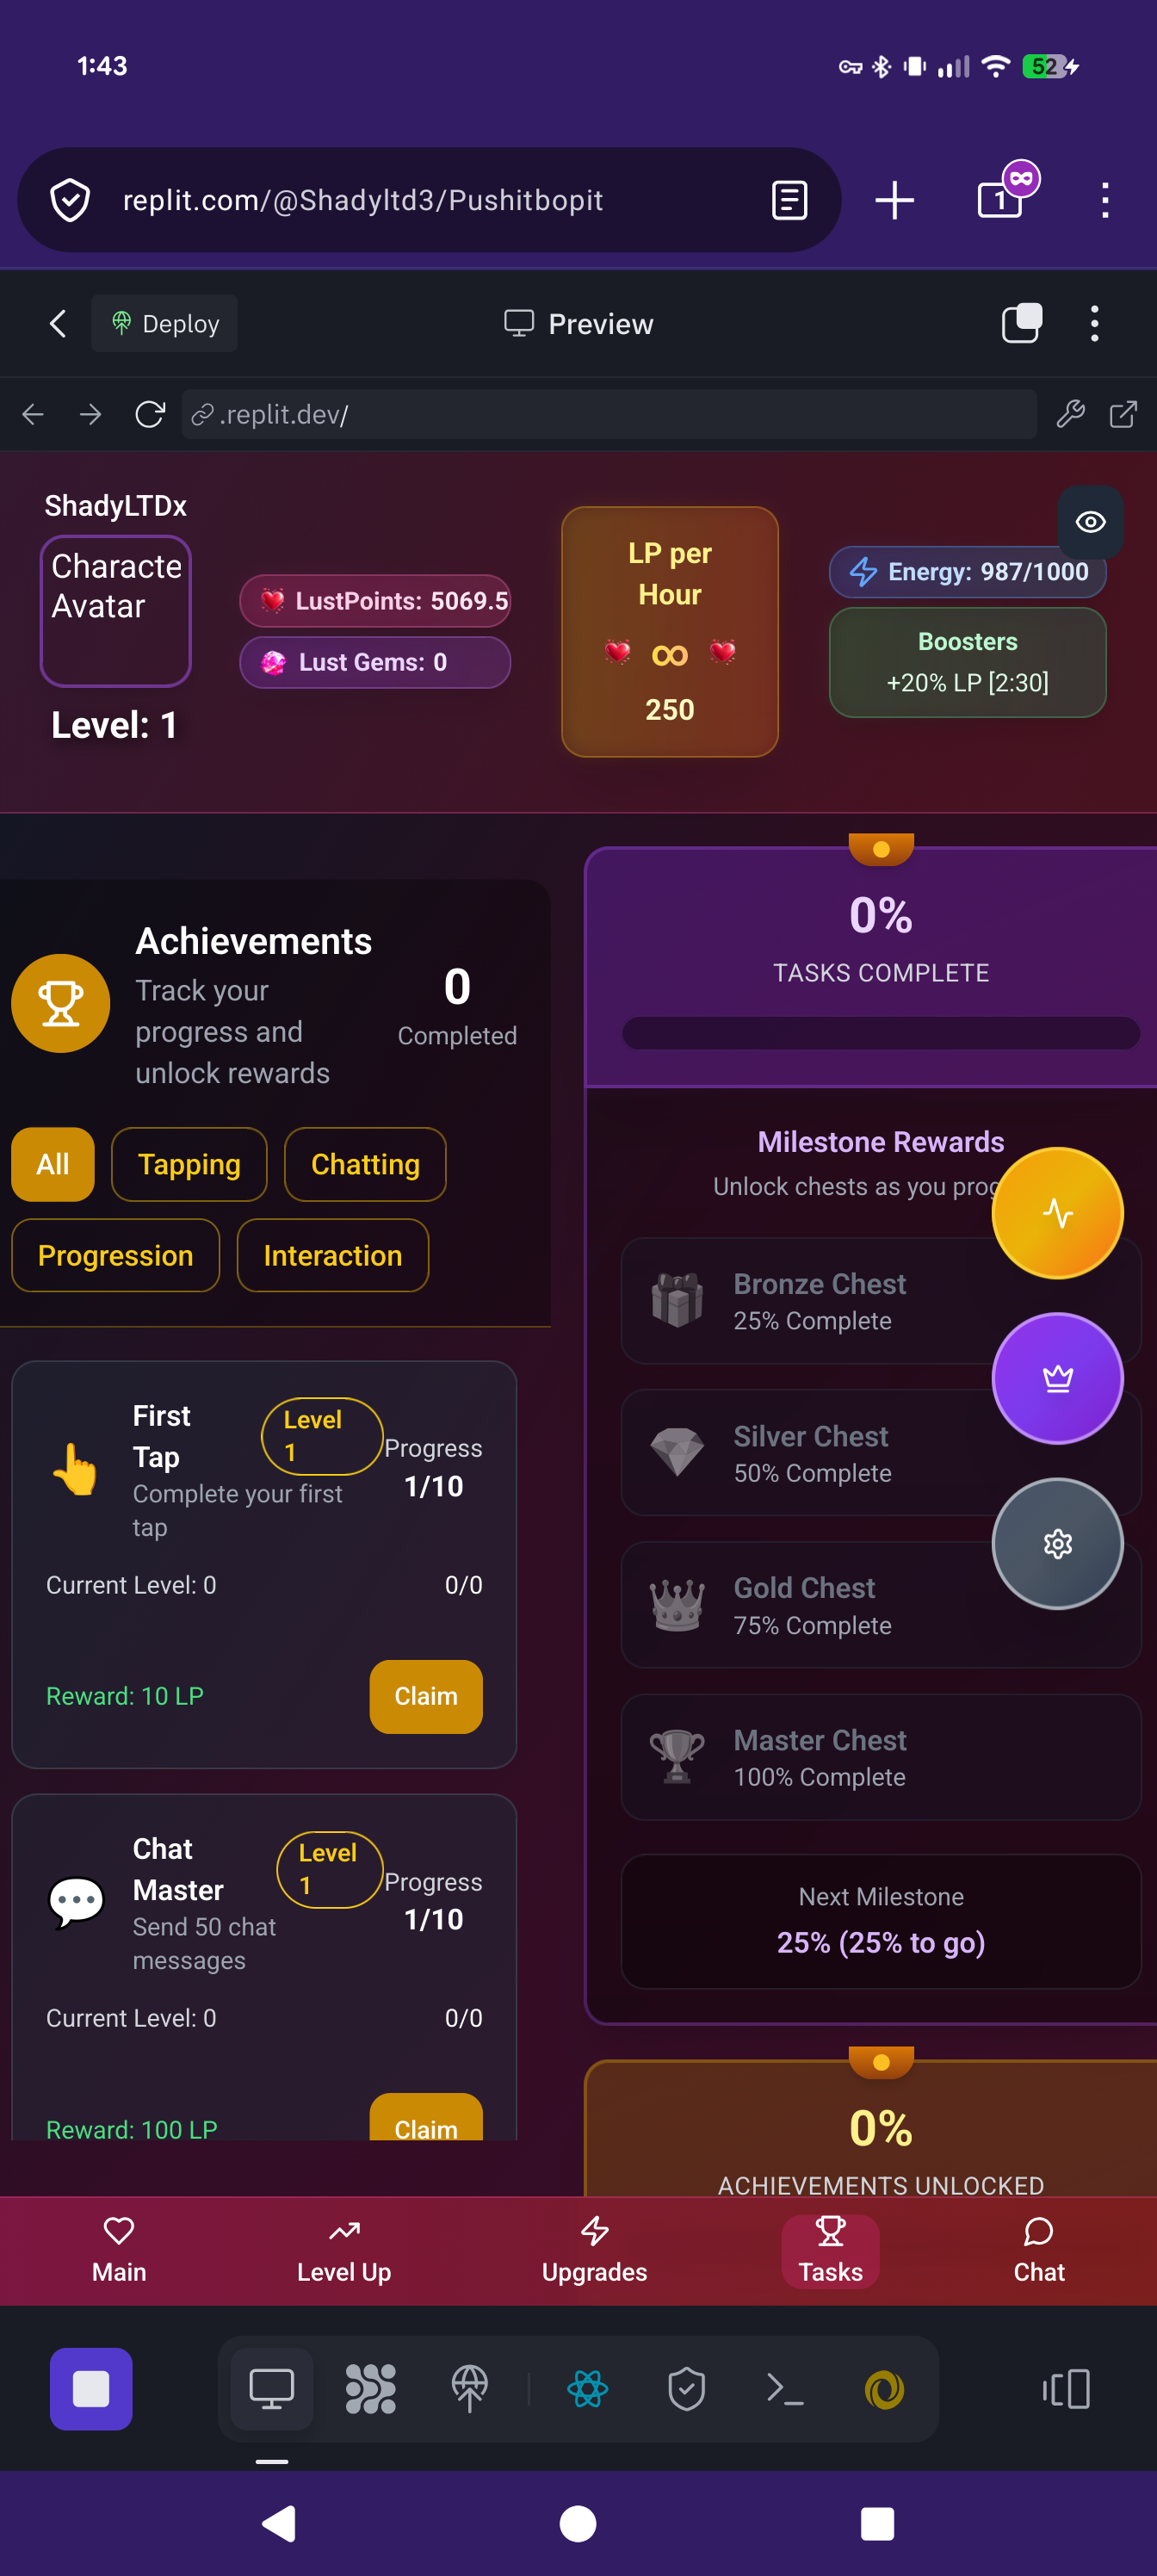 1:43
52
replit.com/@Shadyltd3/Pushitbopit
1
Deploy
Preview
.replit.dev/
ShadyLTDx
Characte
Avatar
Level: 1
LustPoints: 5069.5
Lust Gems: 0
LP per
Hour
∞
250
Energy: 987/1000
Boosters
+20% LP [2:30]
Achievements
Track your
progress and
unlock rewards
0
Completed
All
Tapping
Chatting
Progression
Interaction
First
Tap
Level
1
Complete your first
tap
Progress
1/10
Current Level: 0
0/0
Reward: 10 LP
Claim
Chat
Master
Level
1
Send 50 chat
messages
Progress
1/10
Current Level: 0
0/0
Reward: 100 LP
Claim
0%
TASKS COMPLETE
Milestone Rewards
Unlock chests as you prog
Bronze Chest
25% Complete
Silver Chest
50% Complete
Gold Chest
75% Complete
Master Chest
100% Complete
Next Milestone
25% (25% to go)
0%
ACHIEVEMENTS UNLOCKED
Main
Level Up
Upgrades
Tasks
Chat